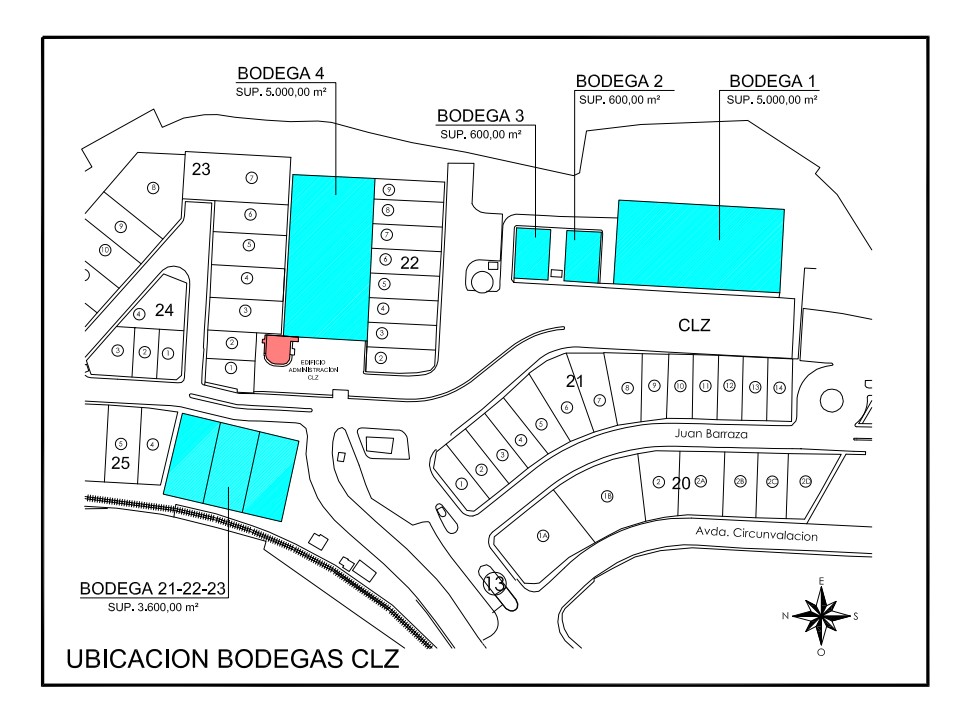 BODEGA 4
SUP. 5.000,00 m²
BODEGA 2
SUP. 600,00 m²
BODEGA 1
SUP. 5.000,00 m²
BODEGA 3
SUP. 600,00 m²
23
7
8
6
9
5
10
4
3
2
1
9
8
7
6
22
5
4
3
2
24
4
3
2
1
EDIFICIO
ADMINISTRACION
CLZ
CLZ
21
1
2
3
4
5
6
7
8
9
10
11
12
13
14
Juan Barraza
25
5
4
20
1A
1B
2
2A
2B
2C
2D
Avda. Circunvalacion
13
BODEGA 21-22-23
SUP. 3.600,00 m²
E
N
S
O
UBICACION BODEGAS CLZ